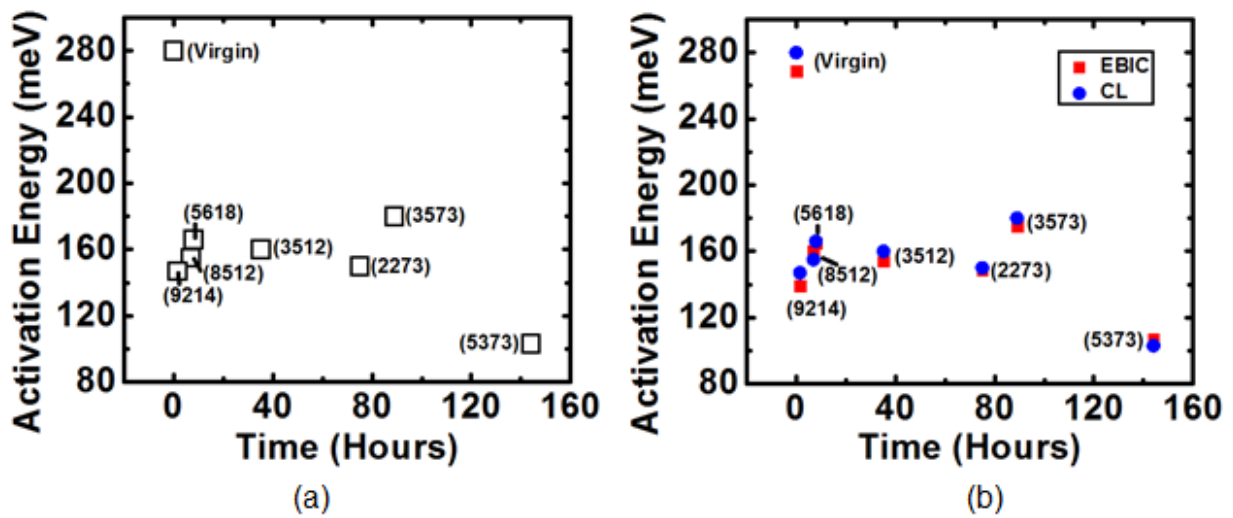 Activation Energy (meV)
280
240
200
160
120
80
(Virgin)
(5618)
(3573)
(3512)
(8512)
(2273)
(9214)
(5373)
0 40 80 120 160
Time (Hours)
(a)
Activation Energy (meV)
280
240
200
160
120
80
(Virgin)
EBIC
CL
(5618)
(3573)
(3512)
(8512)
(2273)
(9214)
(5373)
0 40 80 120 160
Time (Hours)
(b)